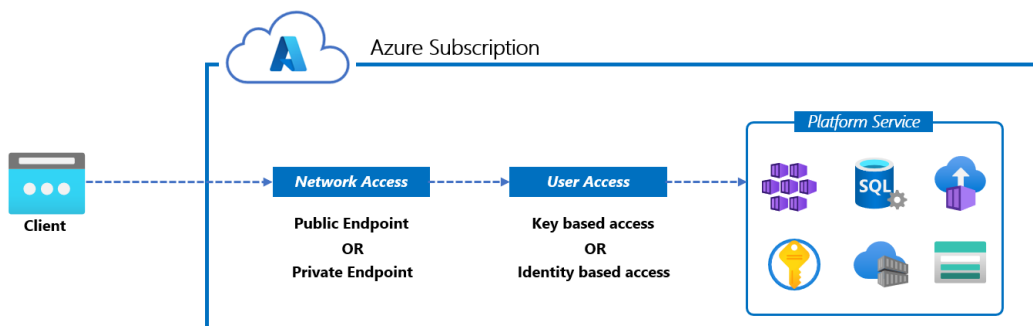 Azure Subscription
Platform Service
Client
Network Access
User Access
Public Endpoint
OR
Private Endpoint
Key based access
OR
Identity based access
SQL